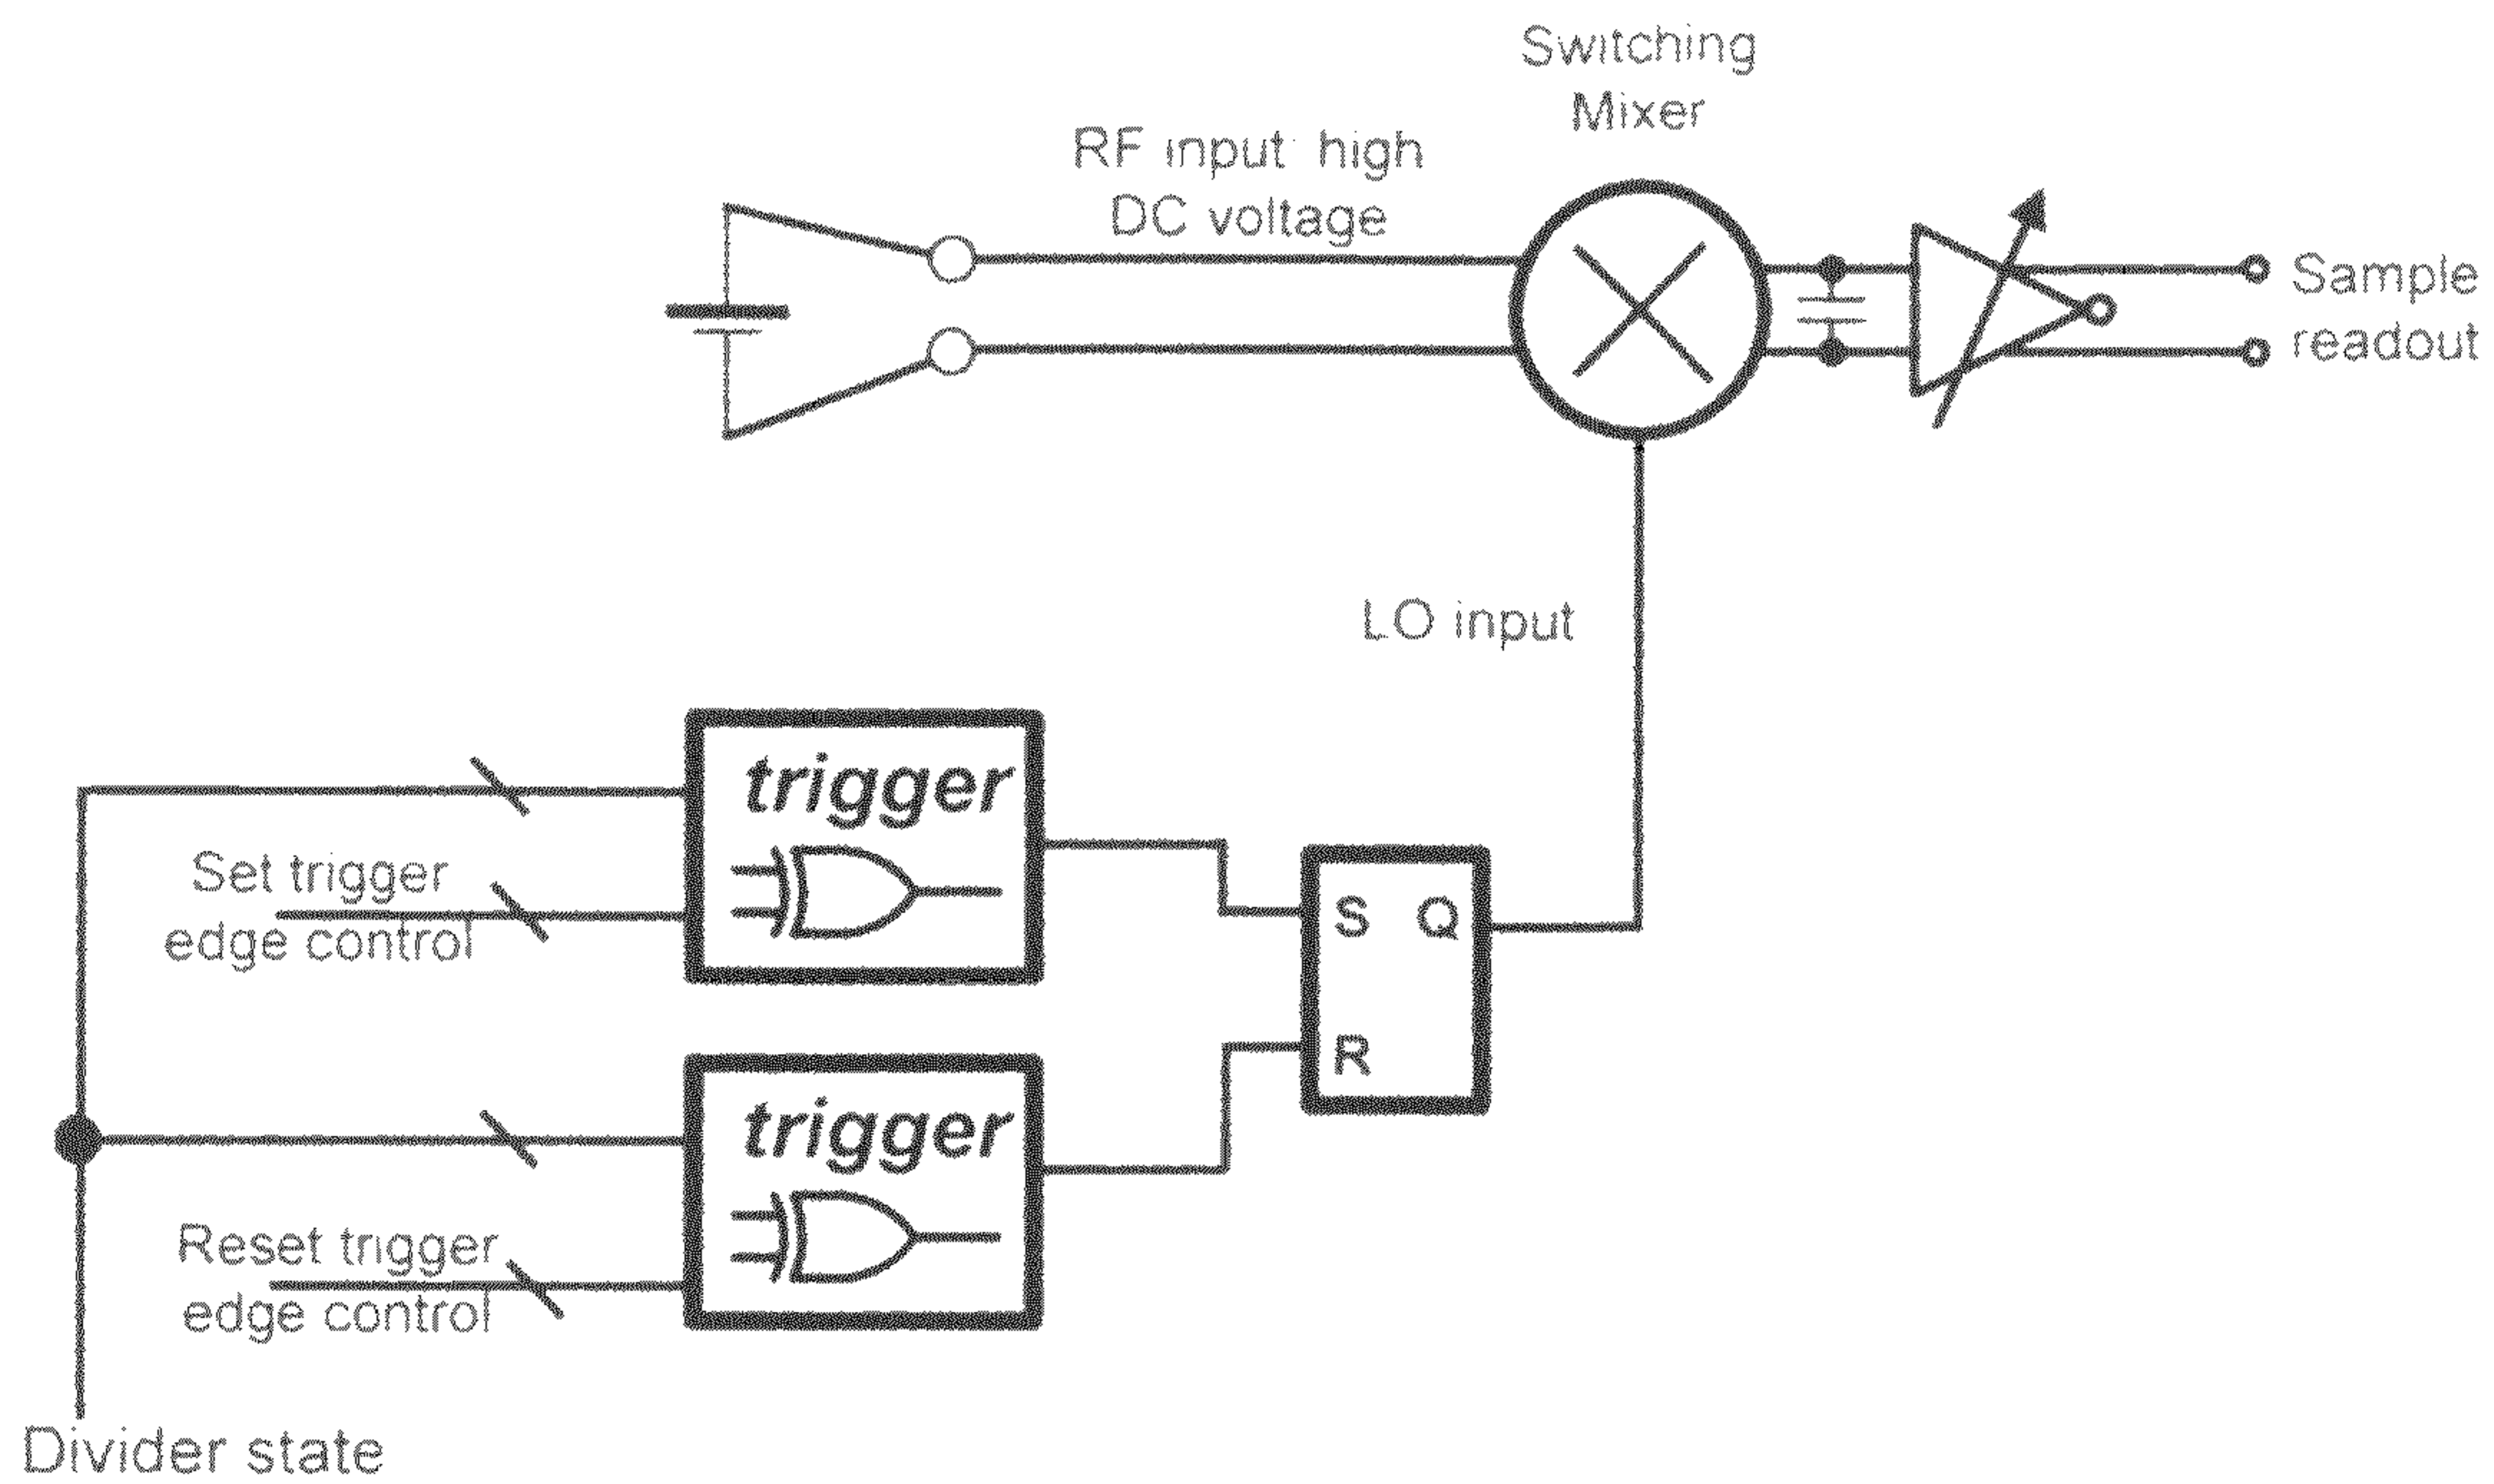 Switching
Mixer
RF input high
DC voltage
Sample
readout
LO input
trigger
Set trigger
edge control
S Q
R
trigger
Reset trigger
edge control
Divider state